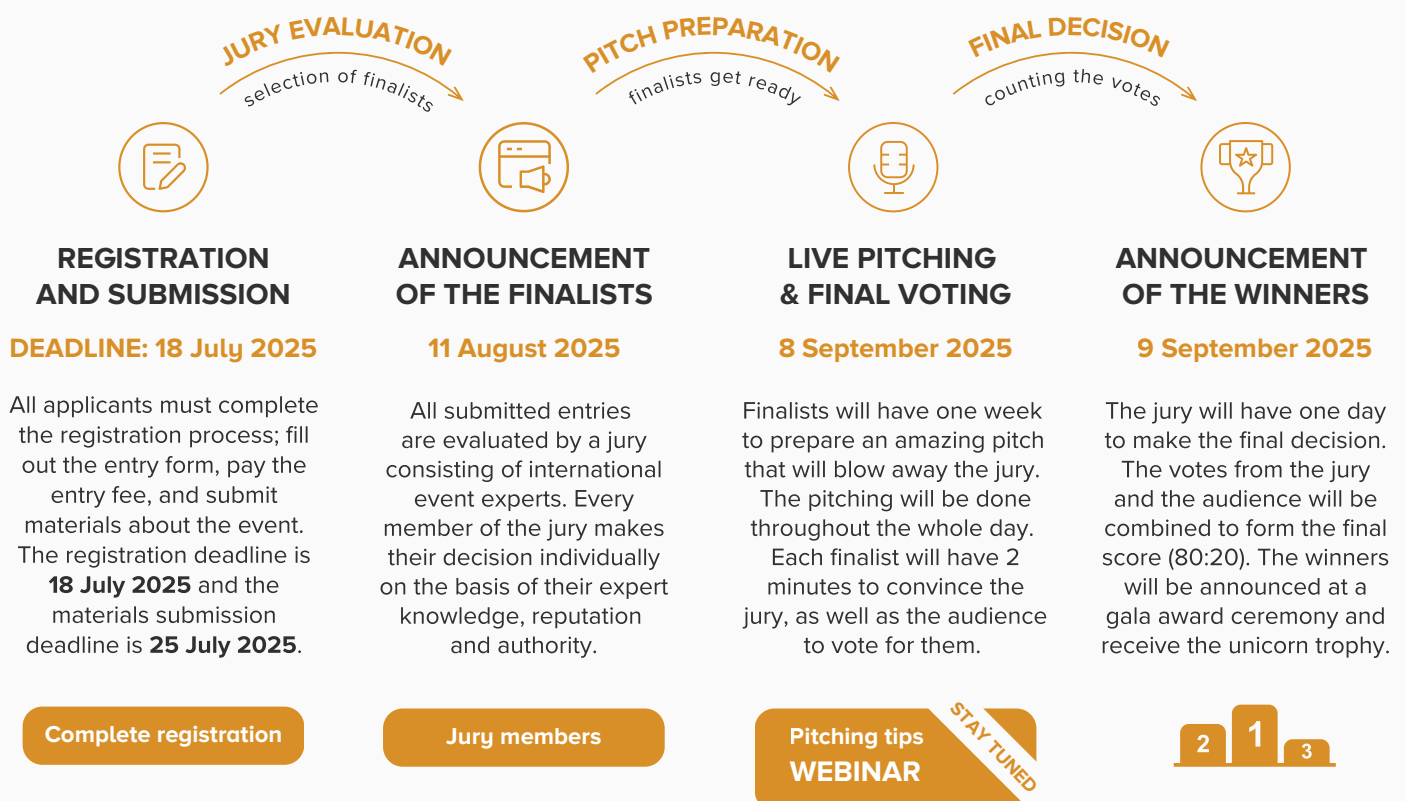 JURY EVALUATION
selection of finalists
PITCH PREPARATION
finalists get ready
FINAL DECISION
counting the votes
REGISTRATION
AND SUBMISSION
DEADLINE: 18 July 2025
All applicants must complete
the registration process; fill
out the entry form, pay the
entry fee, and submit
materials about the event.
The registration deadline is
18 July 2025 and the
materials submission
deadline is 25 July 2025.
Complete registration
ANNOUNCEMENT
OF THE FINALISTS
11 August 2025
All submitted entries
are evaluated by a jury
consisting of international
event experts. Every
member of the jury makes
their decision individually
on the basis of their expert
knowledge, reputation
and authority.
Jury members
LIVE PITCHING
& FINAL VOTING
8 September 2025
Finalists will have one week
to prepare an amazing pitch
that will blow away the jury.
The pitching will be done
throughout the whole day.
Each finalist will have 2
minutes to convince the
jury, as well as the audience
to vote for them.
Pitching tips
WEBINAR
STAY TUNED
ANNOUNCEMENT
OF THE WINNERS
9 September 2025
The jury will have one day
to make the final decision.
The votes from the jury
and the audience will be
combined to form the final
score (80:20). The winners
will be announced at a
gala award ceremony and
receive the unicorn trophy.
2 1 3